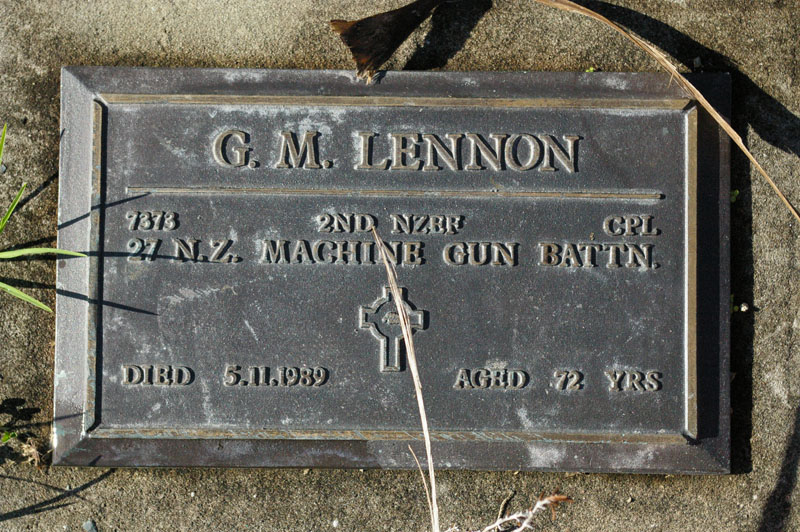 G. M. LENNON
7373 2ND NZEF CPL
27 N.Z. MACHINE GUN BATTN.
DIED 5.11.1989 AGED 72 YRS